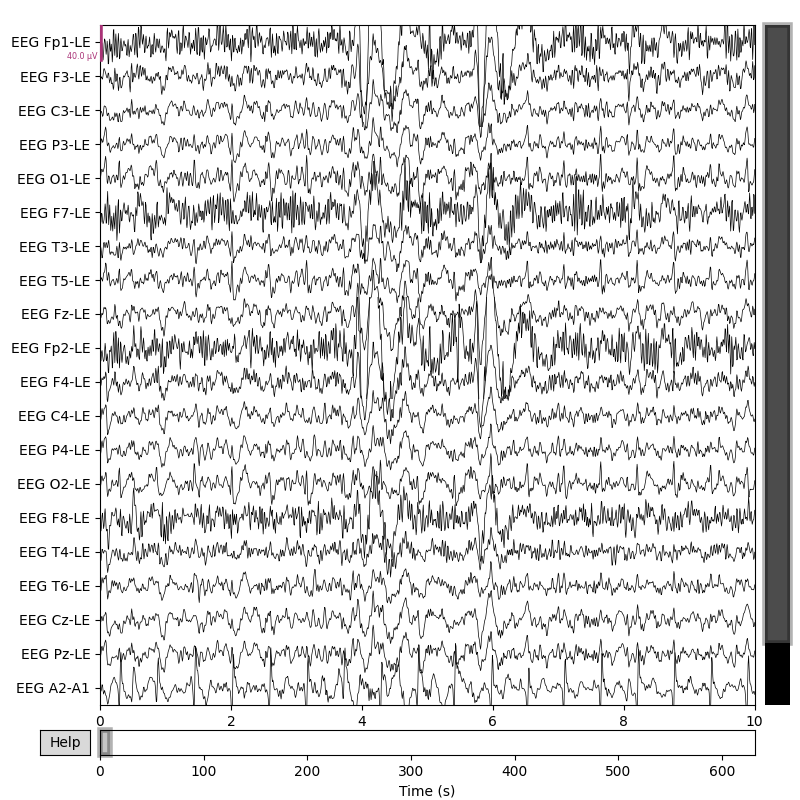 EEG Fp1-LE
40.0 µV
EEG F3-LE
EEG C3-LE
EEG P3-LE
EEG O1-LE
EEG F7-LE
EEG T3-LE
EEG T5-LE
EEG Fz-LE
EEG Fp2-LE
EEG F4-LE
EEG C4-LE
EEG P4-LE
EEG O2-LE
EEG F8-LE
EEG T4-LE
EEG T6-LE
EEG Cz-LE
EEG Pz-LE
EEG A2-A1
0 2 4 6 8 10
Help
0 100 200 300 400 500 600
Time (s)